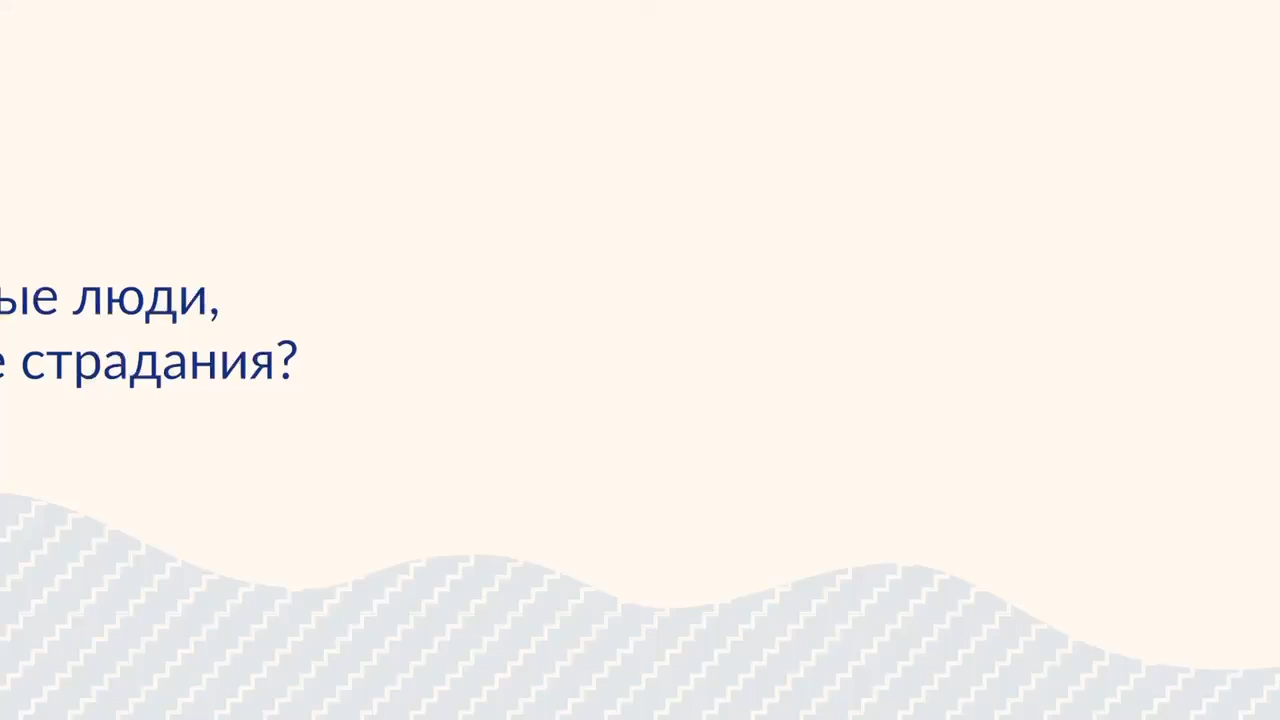 ые люди,
е страдания?